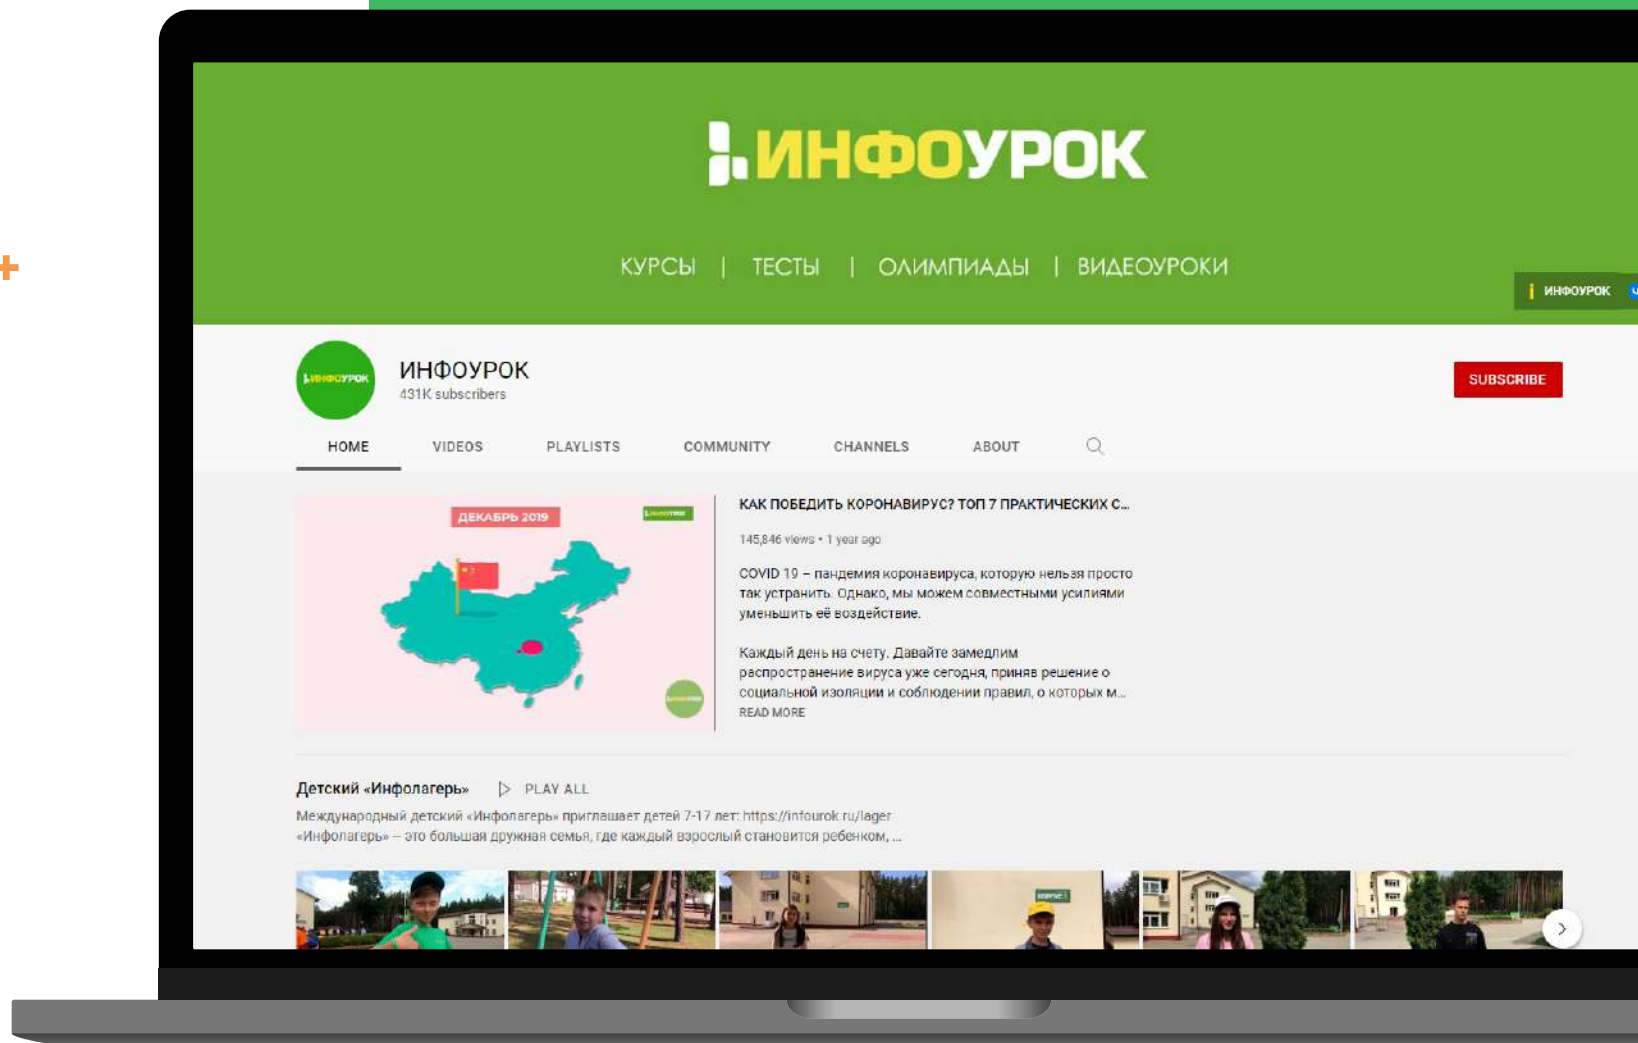 ИНФОУРОК
КУРСЫ | ТЕСТЫ | ОЛИМПИАДЫ | ВИДЕОУРОКИ
ИНФОУРОК
ИНФОУРОК
ИНФОУРОК
431K subscribers
SUBSCRIBE
HOME VIDEOS PLAYLISTS COMMUNITY CHANNELS ABOUT
ДЕКАБРЬ 2019
ИНФОУРОК
КАК ПОБЕДИТЬ КОРОНАВИРУС? ТОП 7 ПРАКТИЧЕСКИХ С...
145,846 views • 1 year ago
COVID 19 – пандемия коронавируса, которую нельзя просто
так устранить. Однако, мы можем совместными усилиями
уменьшить её воздействие.
Каждый день на счету. Давайте замедлим
распространение вируса уже сегодня, приняв решение о
социальной изоляции и соблюдении правил, о которых м...
READ MORE
Детский «Инфолагерь» PLAY ALL
Международный детский «Инфолагерь» приглашает детей 7-17 лет: https://infourok.ru/lager
«Инфолагерь» – это большая дружная семья, где каждый взрослый становится ребенком, ...